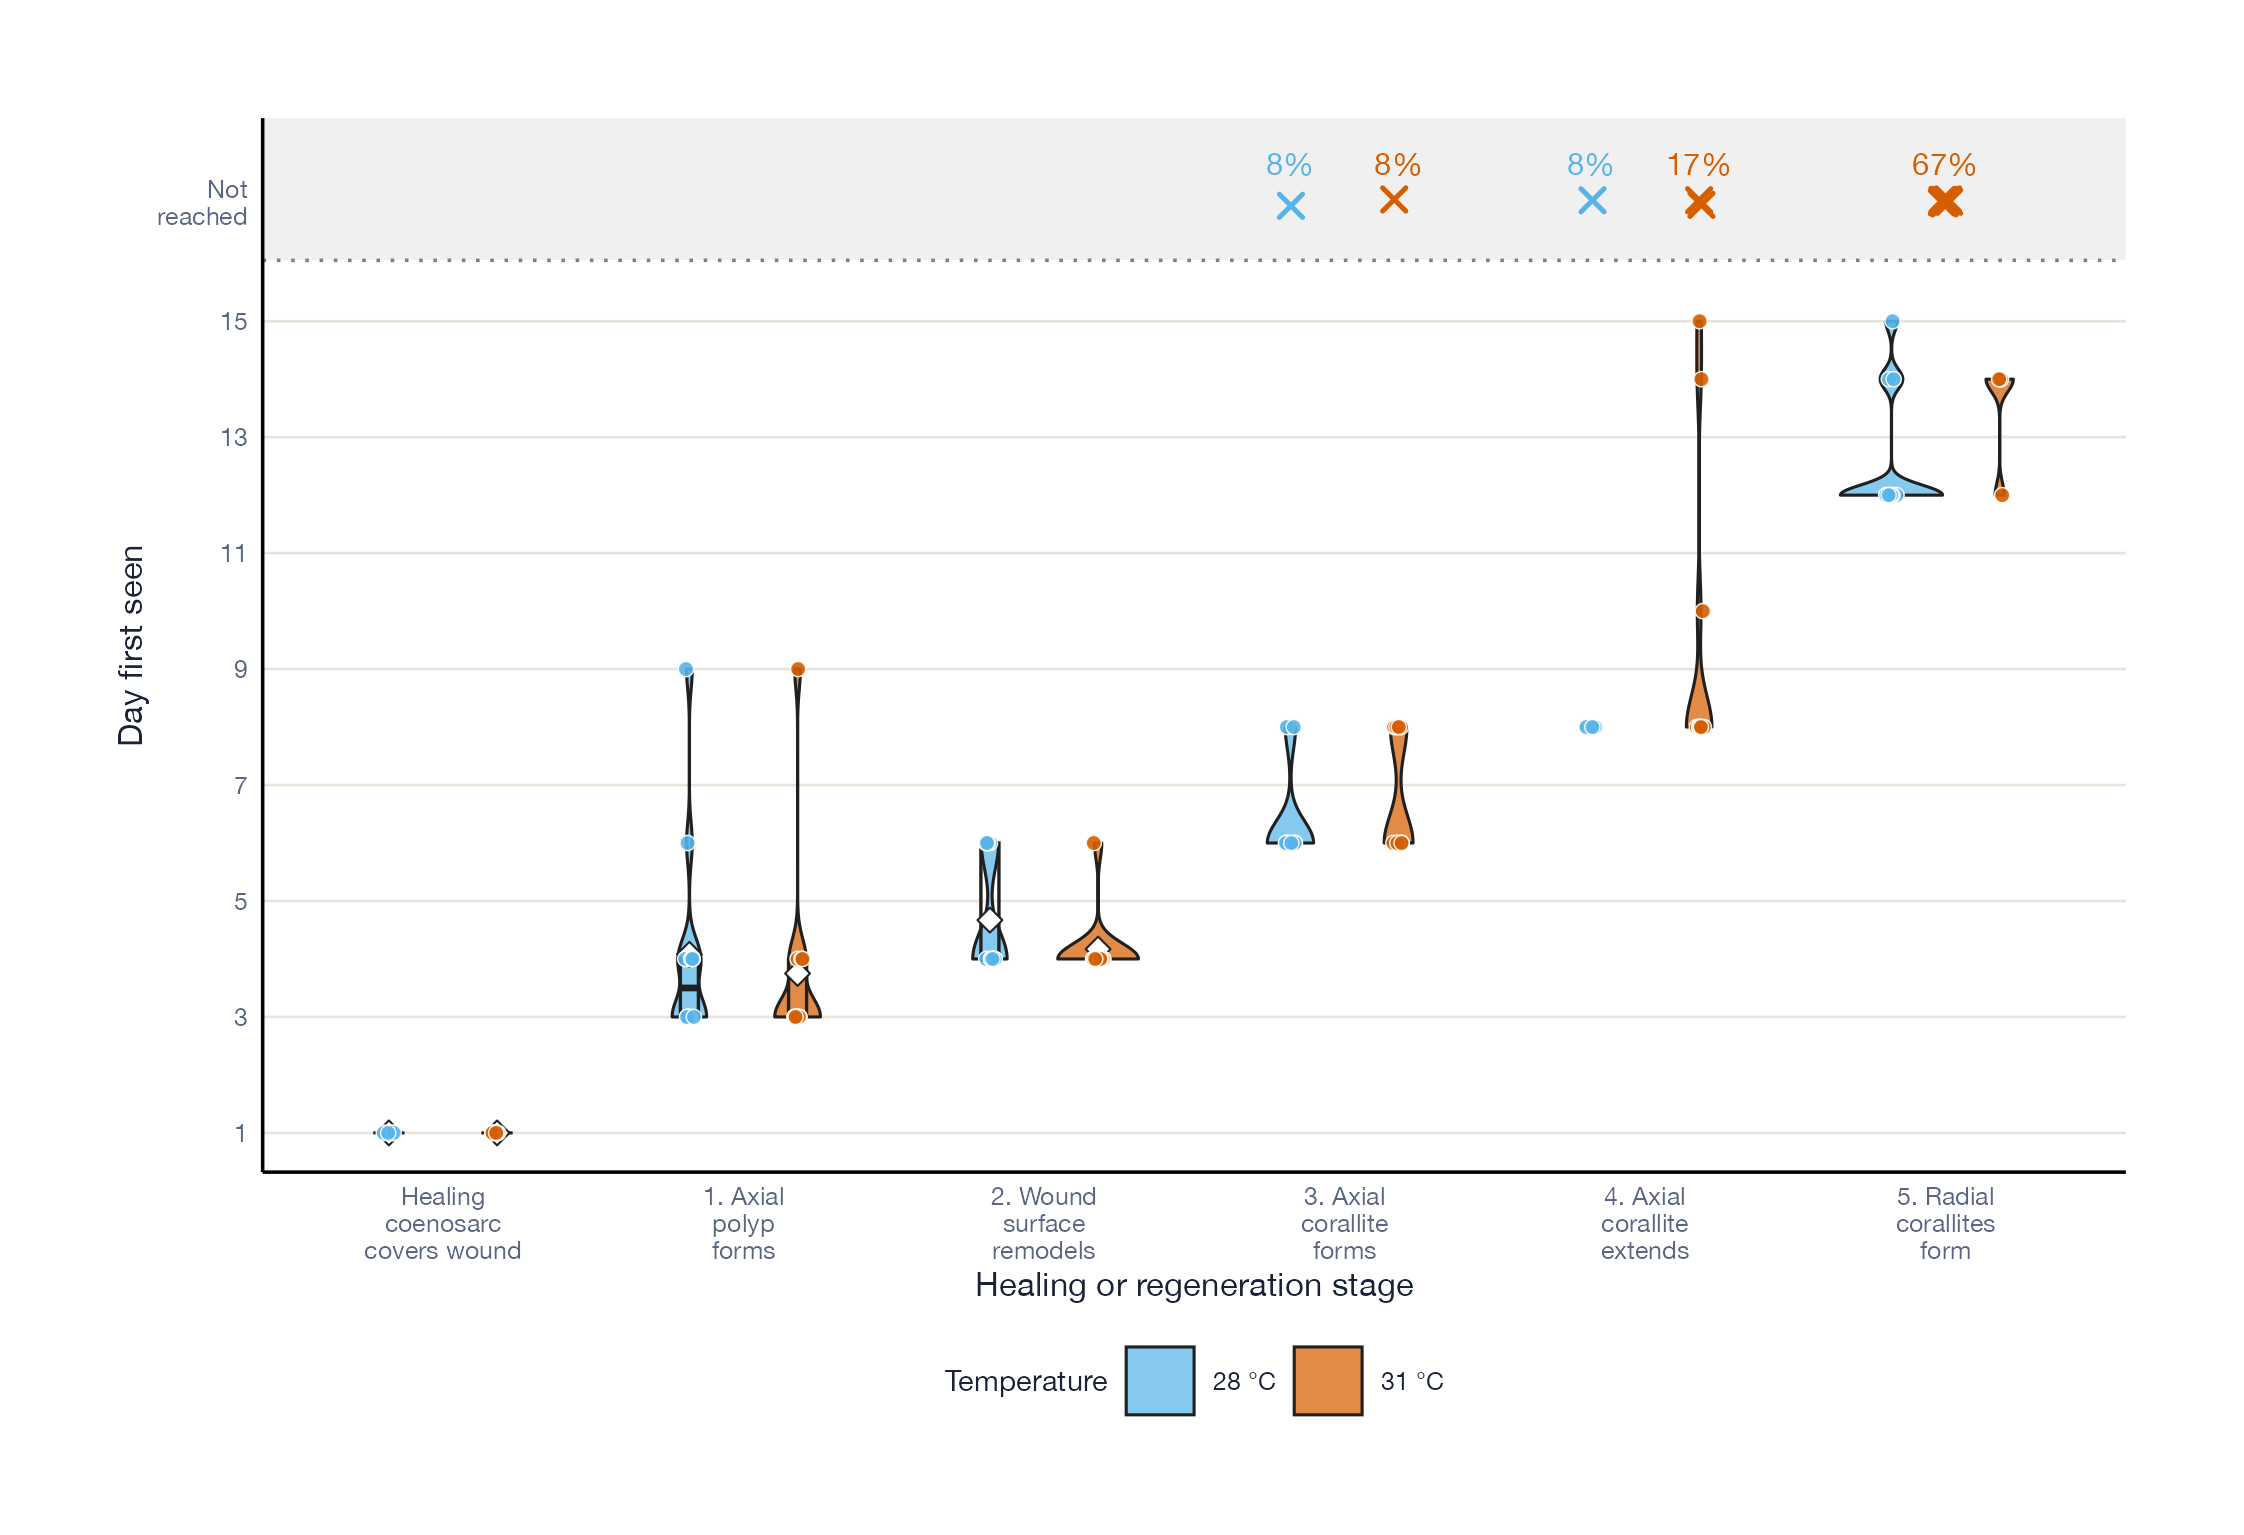 8%
8%
8%
17%
67%
Not
reached
15
13
11
9
7
5
3
1
Day first seen
Healing
coenosarc
covers wound
1. Axial
polyp
forms
2. Wound
surface
remodels
3. Axial
corallite
forms
4. Axial
corallite
extends
5. Radial
corallites
form
Healing or regeneration stage
Temperature
28 °C
31 °C